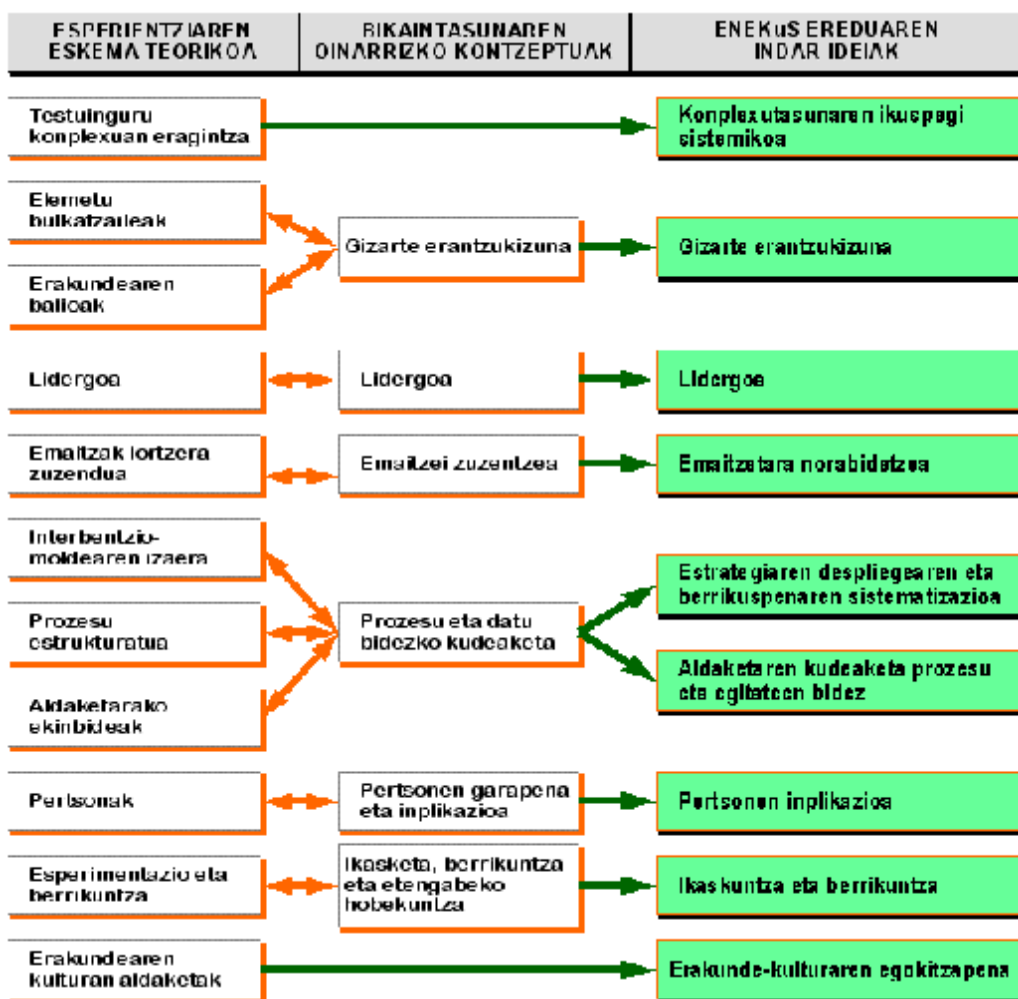 ESPERIENTZIAREN
ESKEMA TEORIKOA
BIKAINTASUNAREN
OINARRIZKO KONTZEPTUAK
ENEKuS EREDUAREN
INDAR IDEIAK
Testuinguru
konplexuan eragintza
Konplexutasunaren ikuspegi
sistemikoa
Elemetu
bulkatzaileak
Erakundearen
balioak
Gizarte erantzukizuna
Gizarte erantzukizuna
Lidergoa
Lidergoa
Lidergoa
Emaitzak lortzera
zuzendua
Emaitzei zuzentzea
Emaitzetara norabidetzea
Interbentzio-
moldearen izaera
Prozesu
estrukturatua
Aldaketarako
ekinbideak
Prozesu eta datu
bidezko kudeaketa
Estrategiaren despliegearen eta
berrikuspenaren sistematizazioa
Aldaketaren kudeaketa prozesu
eta egitateen bidez
Pertsonak
Pertsonen garapena
eta inplikazioa
Pertsonen inplikazioa
Esperimentazio eta
berrikuntza
Ikasketa, berrikuntza
eta etengabeko
hobekuntza
Ikaskuntza eta berrikuntza
Erakundearen
kulturan aldaketak
Erakunde-kulturaren egokitzapena